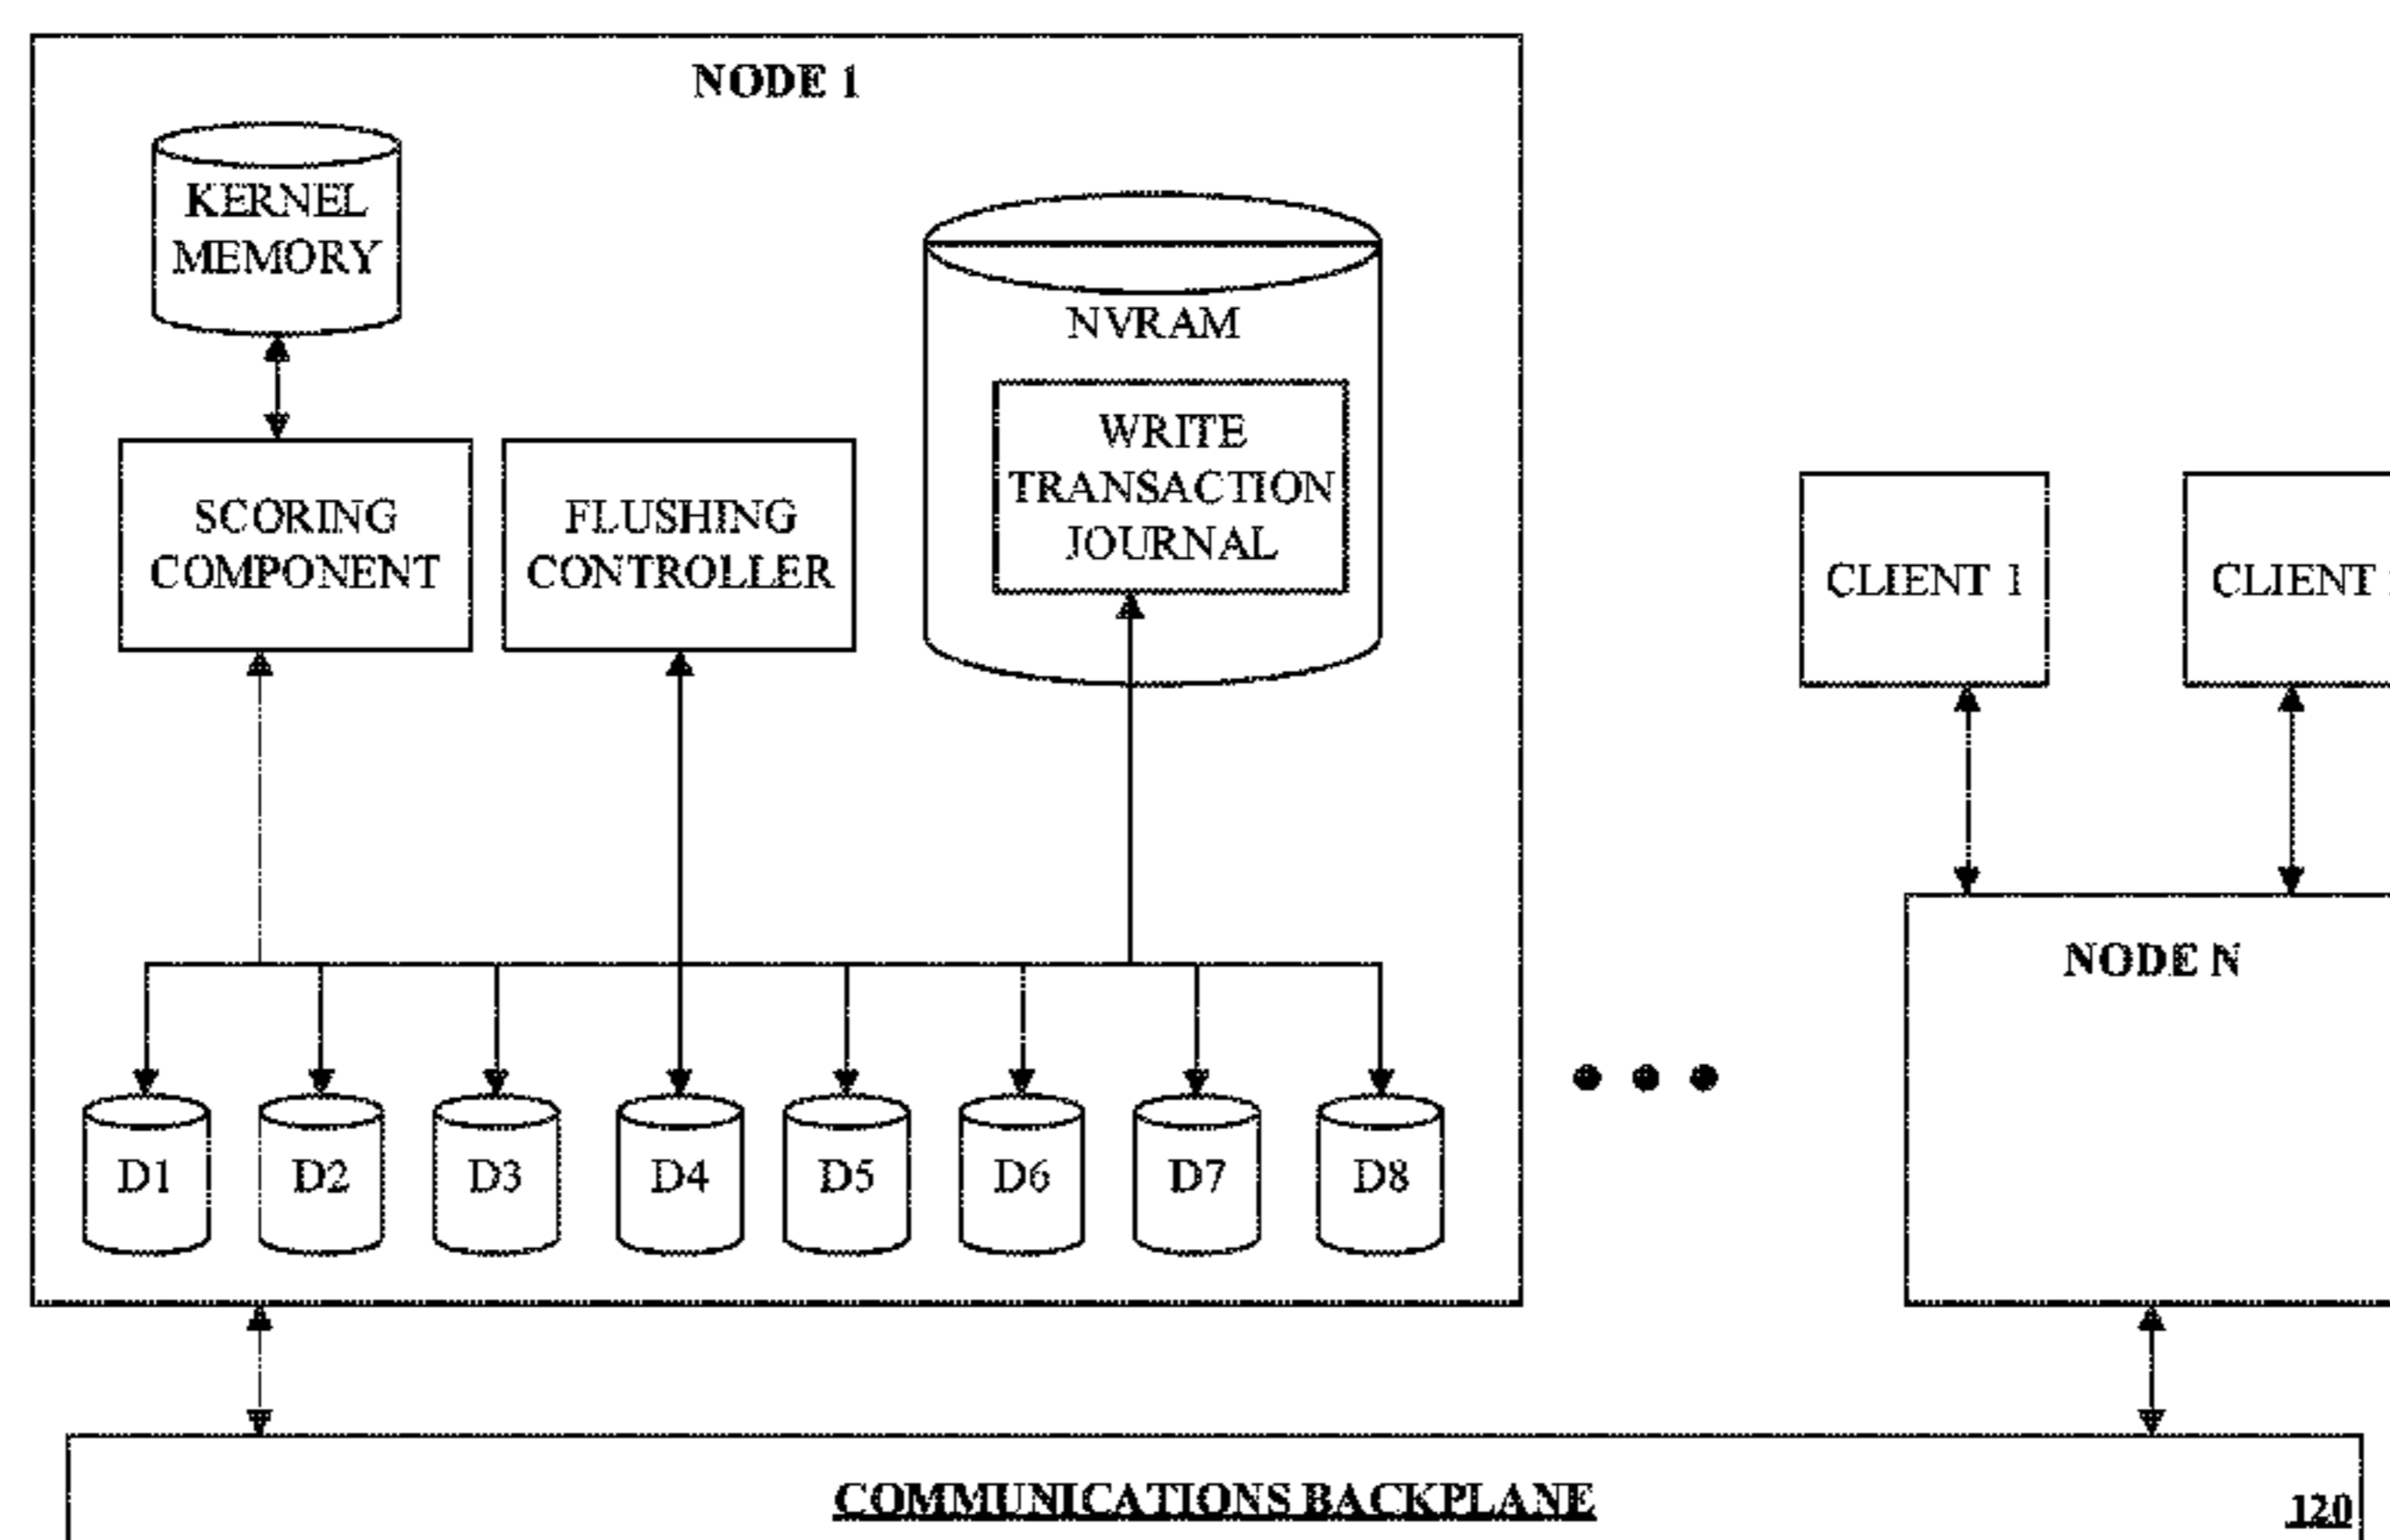 NODE 1
KERNEL
MEMORY
NVRAM
WRITE
TRANSACTION
JOURNAL
SCORING
COMPONENT
FLUSHING
CONTROLLER
CLIENT 1
CLIENT
NODE N
D1 D2 D3 D4 D5 D6 D7 D8
COMMUNICATIONS BACKPLANE 120